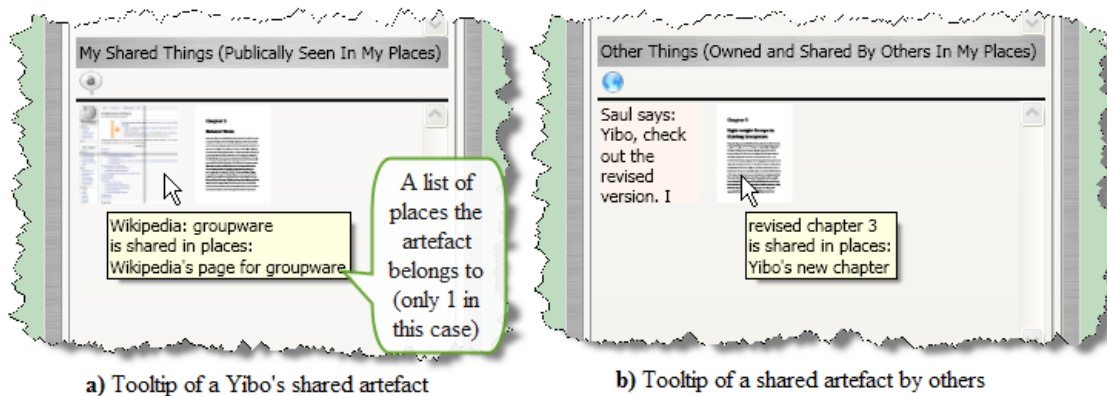 My Shared Things (Publically Seen In My Places)
Wikipedia: groupware
is shared in places:
Wikipedia's page for groupware
A list of
places the
artefact
belongs to
(only 1 in
this case)
a) Tooltip of a Yibo's shared artefact
Other Things (Owned and Shared By Others In My Places)
Saul says:
Yibo, check
out the
revised
version. I
revised chapter 3
is shared in places:
Yibo's new chapter
b) Tooltip of a shared artefact by others